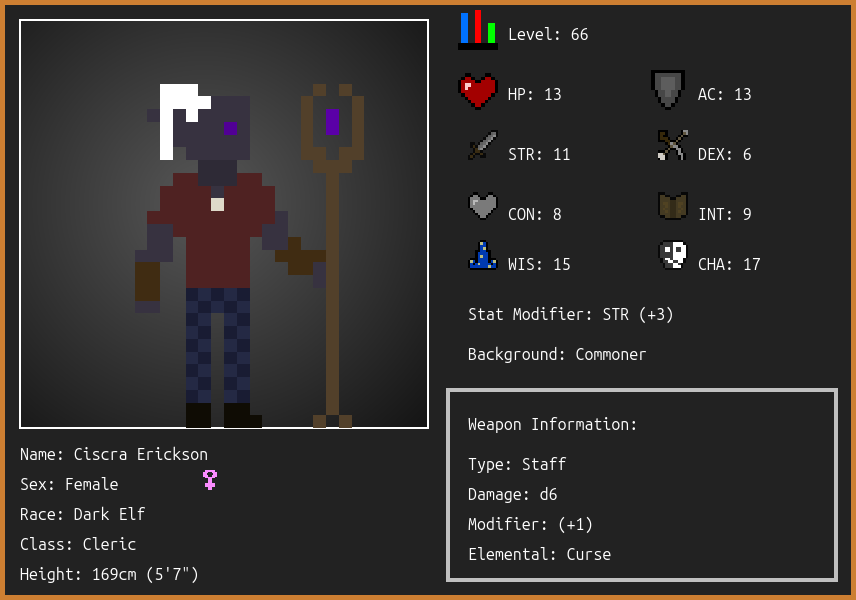 Level: 66
HP: 13
AC: 13
STR: 11
DEX: 6
CON: 8
INT: 9
WIS: 15
CHA: 17
Stat Modifier: STR (+3)
Background: Commoner
Weapon Information:
Type: Staff
Damage: d6
Modifier: (+1)
Elemental: Curse
Name: Ciscra Erickson
Sex: Female
Race: Dark Elf
Class: Cleric
Height: 169cm (5'7")